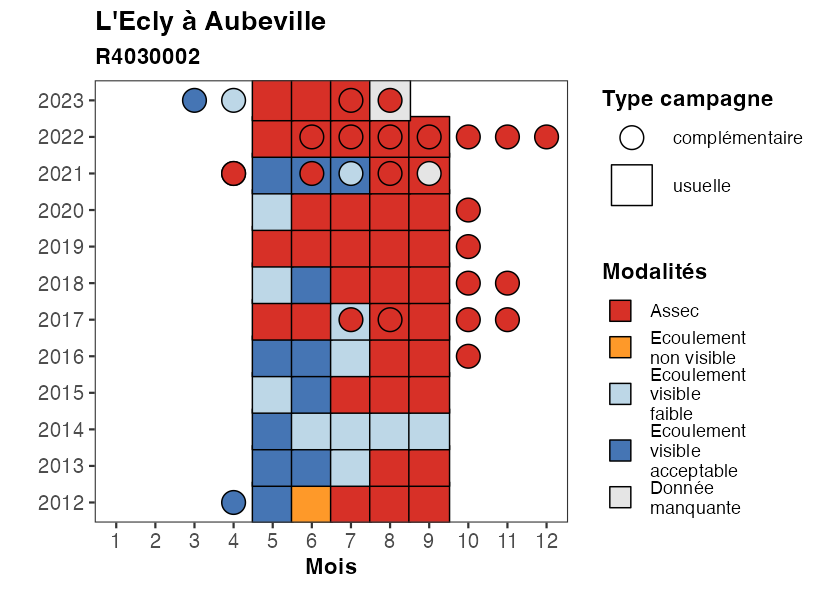 L'Ecly à Aubeville
R4030002
2023
2022
2021
2020
2019
2018
2017
2016
2015
2014
2013
2012
1 2 3 4 5 6 7 8 9 10 11 12
Mois
Type campagne
complémentaire
usuelle
Modalités
Assec
Ecoulement
non visible
Ecoulement
visible
faible
Ecoulement
visible
acceptable
Donnée
manquante